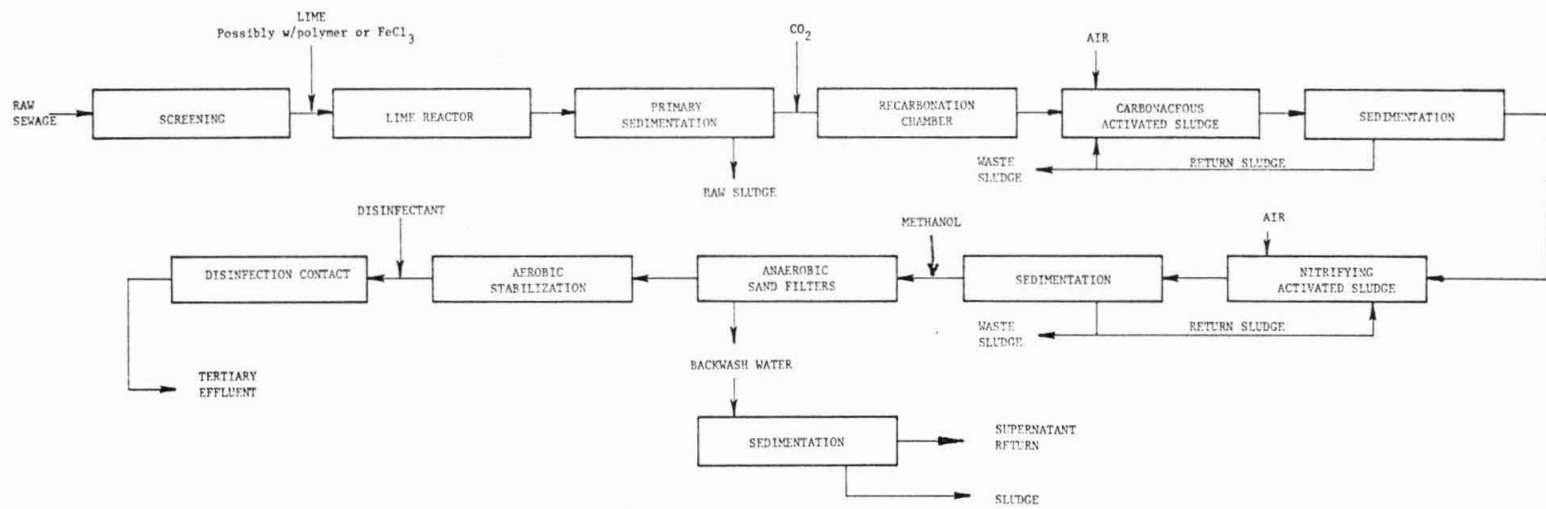 LIME
Possibly w/polymer or FeCl3
CO2
AIR
RAW
SEWAGE
SCREENING
LIME REACTOR
PRIMARY
SEDIMENTATION
RECARBONATION
CHAMBER
CARBONACEOUS
ACTIVATED SLUDGE
SEDIMENTATION
WASTE
SLUDGE
RETURN SLUDGE
RAW SLUDGE
DISINFECTANT
METHANOL
AIR
DISINFECTION CONTACT
AEROBIC
STABILIZATION
ANAEROBIC
SAND FILTERS
SEDIMENTATION
NITRIFYING
ACTIVATED SLUDGE
WASTE
SLUDGE
RETURN SLUDGE
BACKWASH WATER
TERTIARY
EFFLUENT
SEDIMENTATION
SUPERNATANT
RETURN
SLUDGE